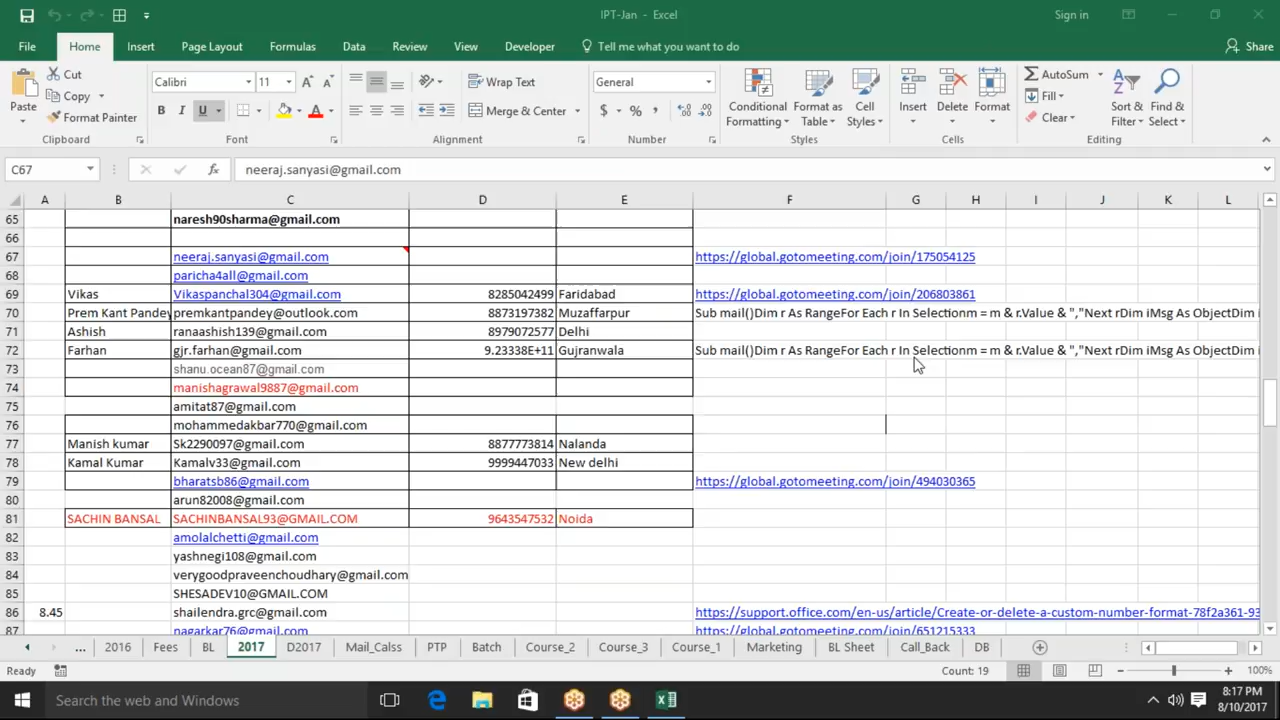 IPT-Jan - Excel
Sign in
File Home Insert Page Layout Formulas Data Review View Developer Tell me what you want to do Share
Paste
Cut
Copy
Format Painter
Clipboard
Calibri 11
B I U
Font
Wrap Text
Merge & Center
Alignment
General
$ % ,
Number
Conditional Formatting
Format as Table
Cell Styles
Styles
Insert Delete Format
Cells
AutoSum
Fill
Clear
Sort & Filter
Find & Select
Editing
C67 fx neeraj.sanyasi@gmail.com
A B C D E F G H I J K L
65 naresh90sharma@gmail.com
66
67 neeraj.sanyasi@gmail.com https://global.gotomeeting.com/join/175054125
68 paricha4all@gmail.com
69 Vikas Vikaspanchal304@gmail.com 8285042499 Faridabad https://global.gotomeeting.com/join/206803861
70 Prem Kant Pandey premkantpandey@outlook.com 8873197382 Muzaffarpur Sub mail()Dim r As RangeFor Each r In Selectionm = m & r.Value & ","Next rDim iMsg As ObjectDim i
71 Ashish ranaashish139@gmail.com 8979072577 Delhi
72 Farhan gjr.farhan@gmail.com 9.23338E+11 Gujranwala Sub mail()Dim r As RangeFor Each r In Selectionm = m & r.Value & ","Next rDim iMsg As ObjectDim i
73 shanu.ocean87@gmail.com
74 manishagrawal9887@gmail.com
75 amitat87@gmail.com
76 mohammedakbar770@gmail.com
77 Manish kumar Sk2290097@gmail.com 8877773814 Nalanda
78 Kamal Kumar Kamalv33@gmail.com 9999447033 New delhi
79 bharatsb86@gmail.com https://global.gotomeeting.com/join/494030365
80 arun82008@gmail.com
81 SACHIN BANSAL SACHINBANSAL93@GMAIL.COM 9643547532 Noida
82 amolalchetti@gmail.com
83 yashnegi108@gmail.com
84 verygoodpraveenchoudhary@gmail.com
85 SHESADEV10@GMAIL.COM
86 8.45 shailendra.grc@gmail.com https://support.office.com/en-us/article/Create-or-delete-a-custom-number-format-78f2a361-93
87 nagarkar76@gmail.com https://global.gotomeeting.com/join/651215333
... 2016 Fees BL 2017 D2017 Mail_Calss PTP Batch Course_2 Course_3 Course_1 Marketing BL Sheet Call_Back DB
Ready Count: 19 100%
Search the web and Windows
8:17 PM
8/10/2017